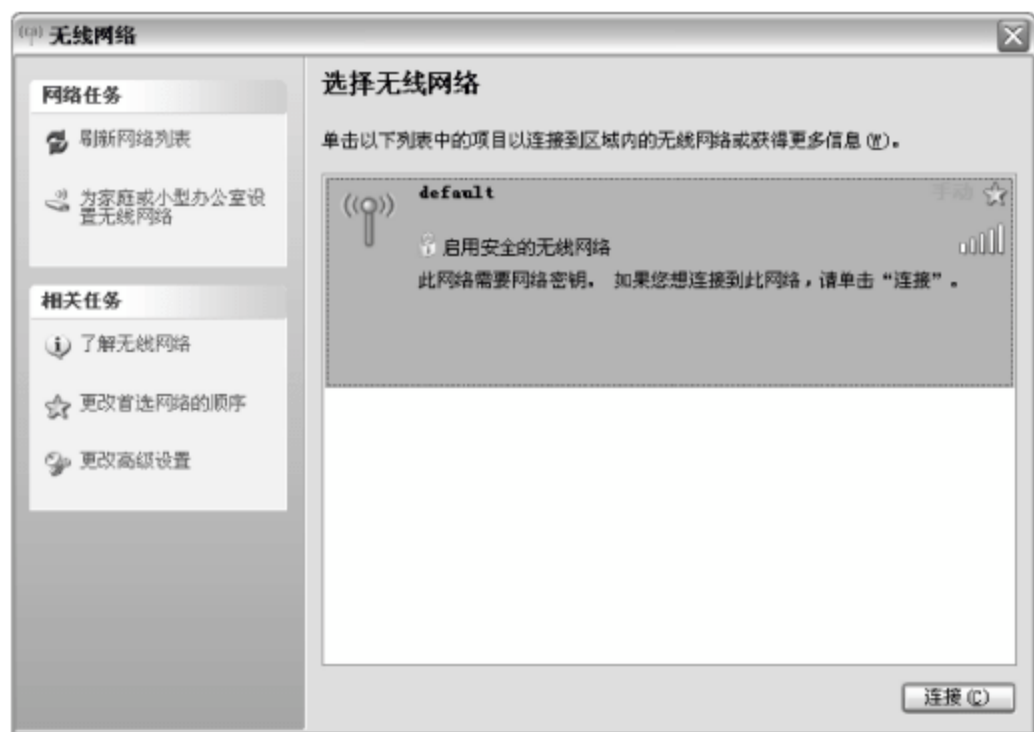 无线网络
网络任务
刷新网络列表
为家庭或小型办公室设
置无线网络
相关任务
了解无线网络
更改首选网络的顺序
更改高级设置
选择无线网络
单击以下列表中的项目以连接到区域内的无线网络或获得更多信息(W)。
default
手动
启用安全的无线网络
此网络需要网络密钥。 如果您想连接到此网络，请单击“连接”。
连接(C)